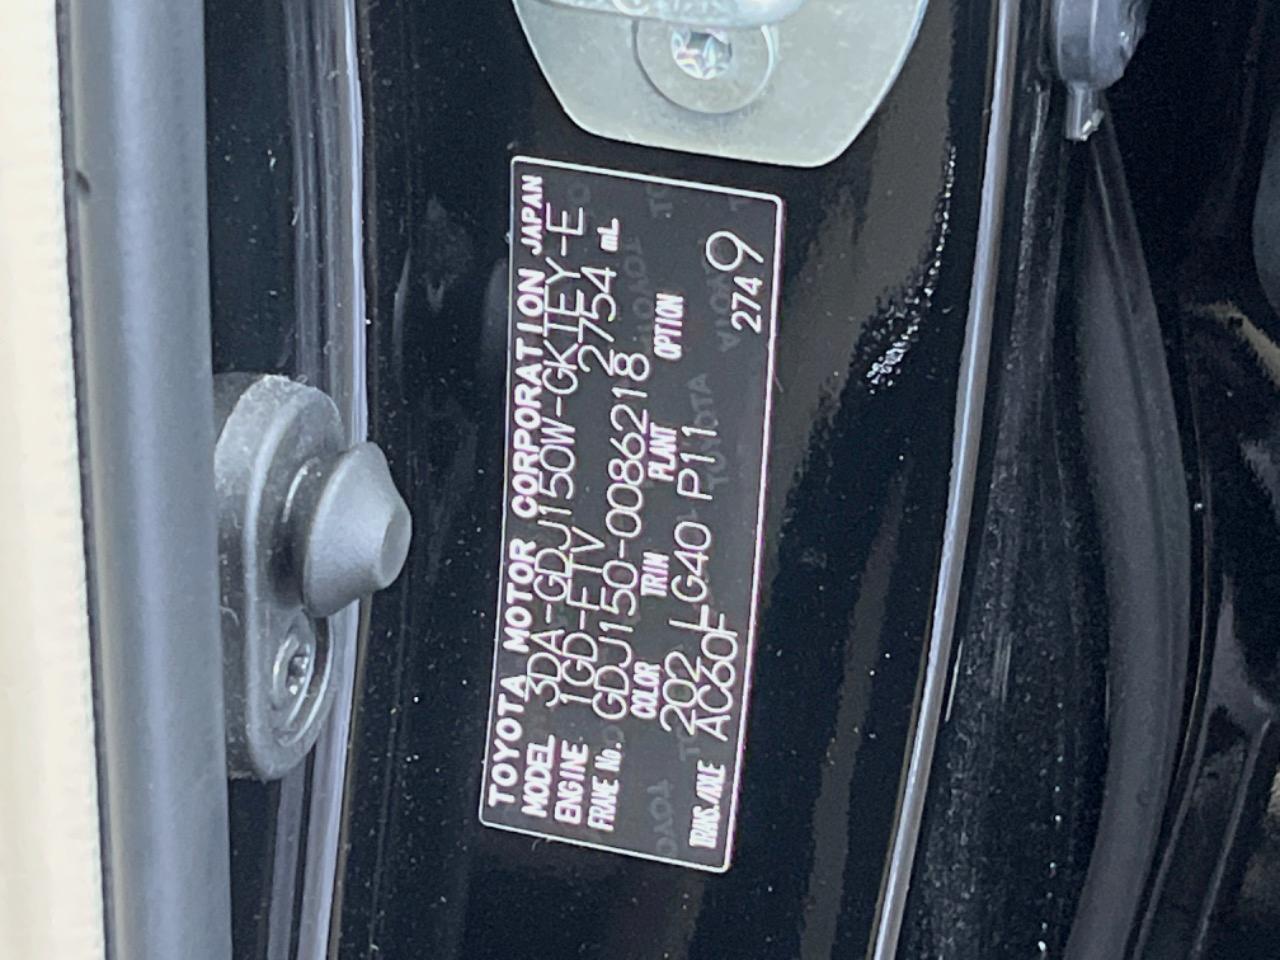 TOYOTA MOTOR CORPORATION JAPAN
MODEL 3DA-GDJ150W-GKTEY-E
ENGINE 1GD-FTV 2754 mL
FRAME No. GDJ150-0086218
COLOR TRIM PLANT OPTION
202 LG40 P11
TRANS./AXLE AC60F 2749